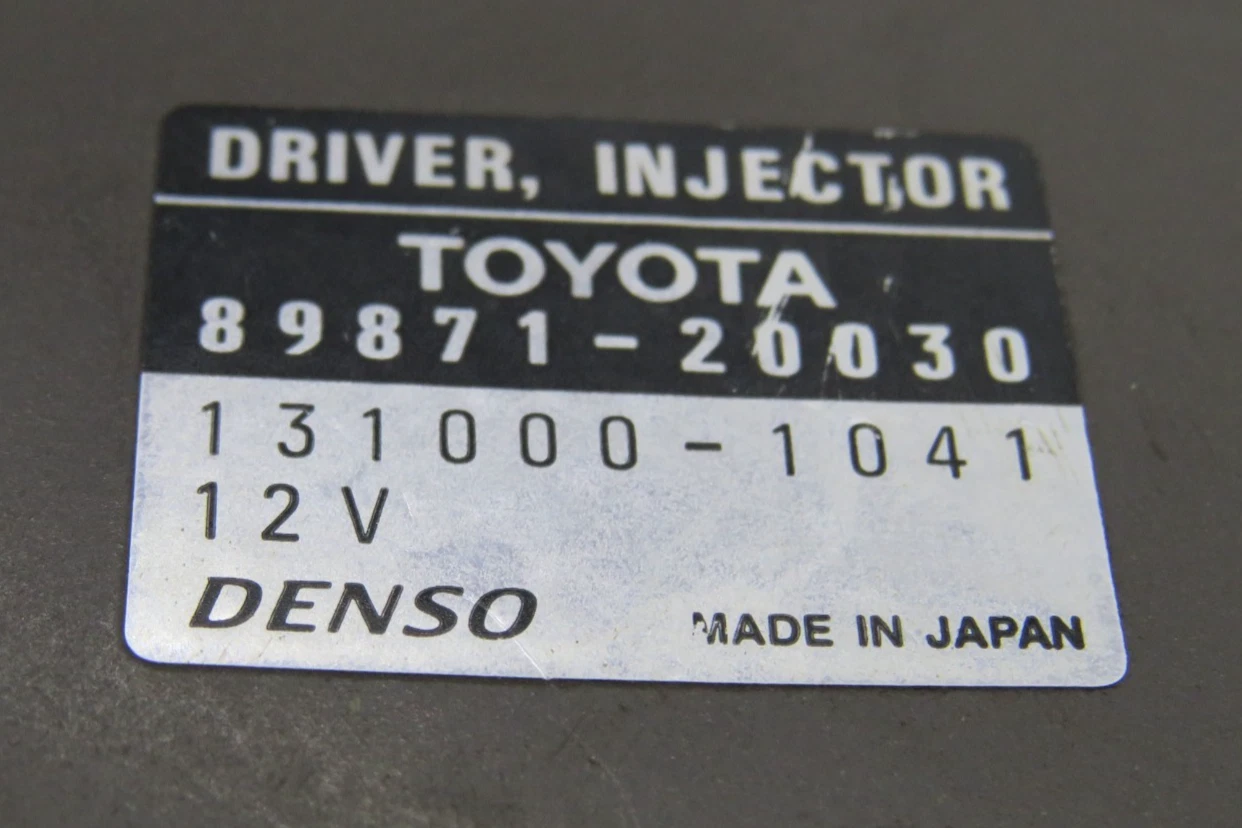 DRIVER, INJECTOR
TOYOTA
89871-20030
131000-1041
12V
DENSO
MADE IN JAPAN